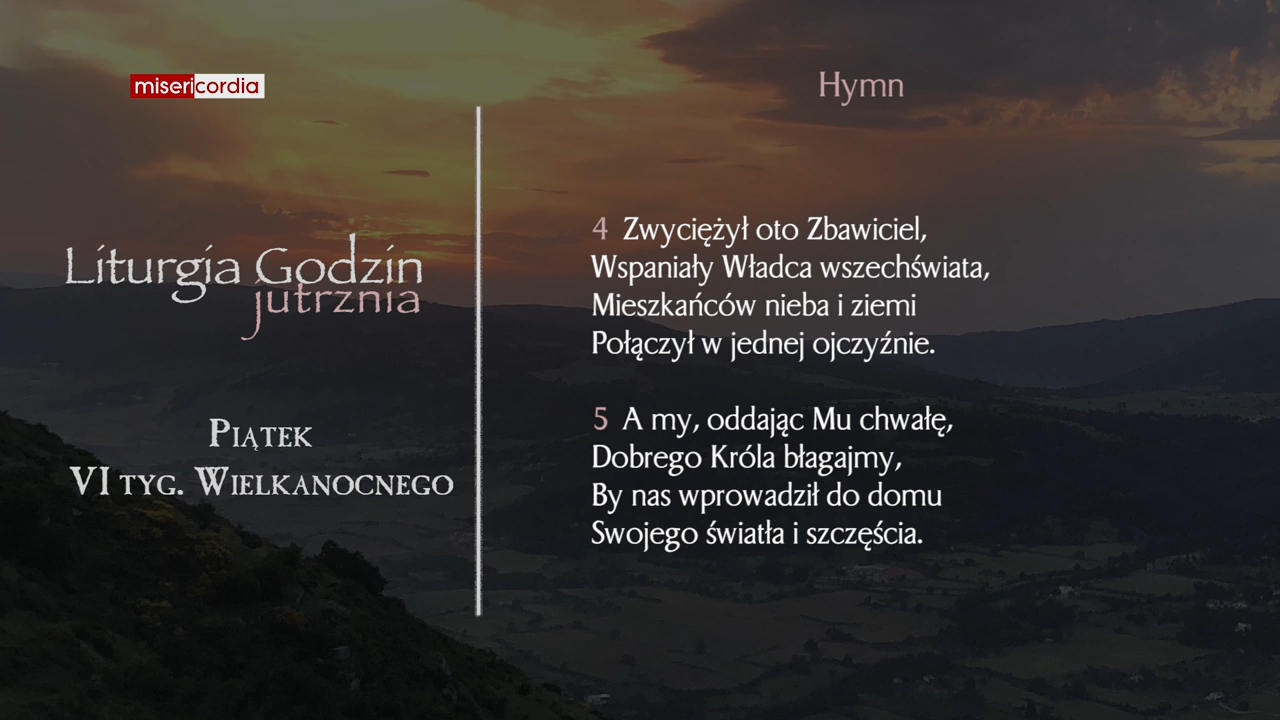 misericordia
Liturgia Godzin
jutrznia
Piątek
VI tyg. Wielkanocnego
Hymn
4 Zwyciężył oto Zbawiciel,
Wspaniały Władca wszechświata,
Mieszkańców nieba i ziemi
Połączył w jednej ojczyźnie.
5 A my, oddając Mu chwałę,
Dobrego Króla błagajmy,
By nas wprowadził do domu
Swojego światła i szczęścia.